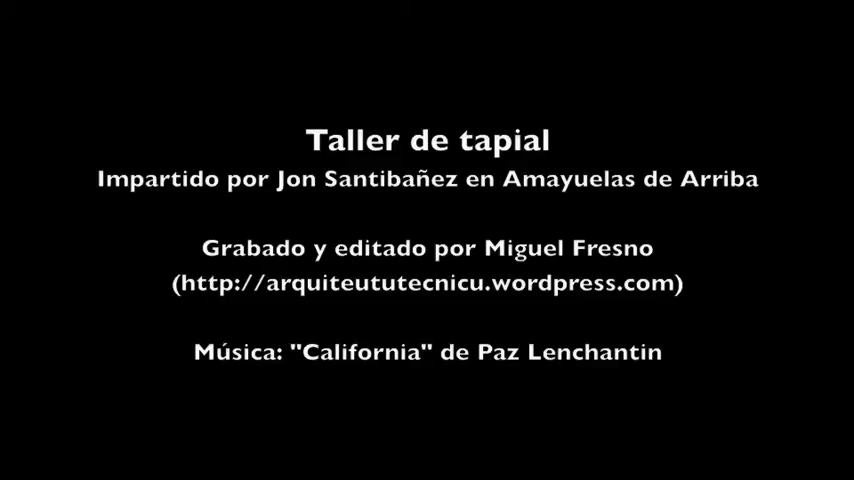 Taller de tapial
Impartido por Jon Santibañez en Amayuelas de Arriba
Grabado y editado por Miguel Fresno
(http://arquiteututecnicu.wordpress.com)
Música: "California" de Paz Lenchantin